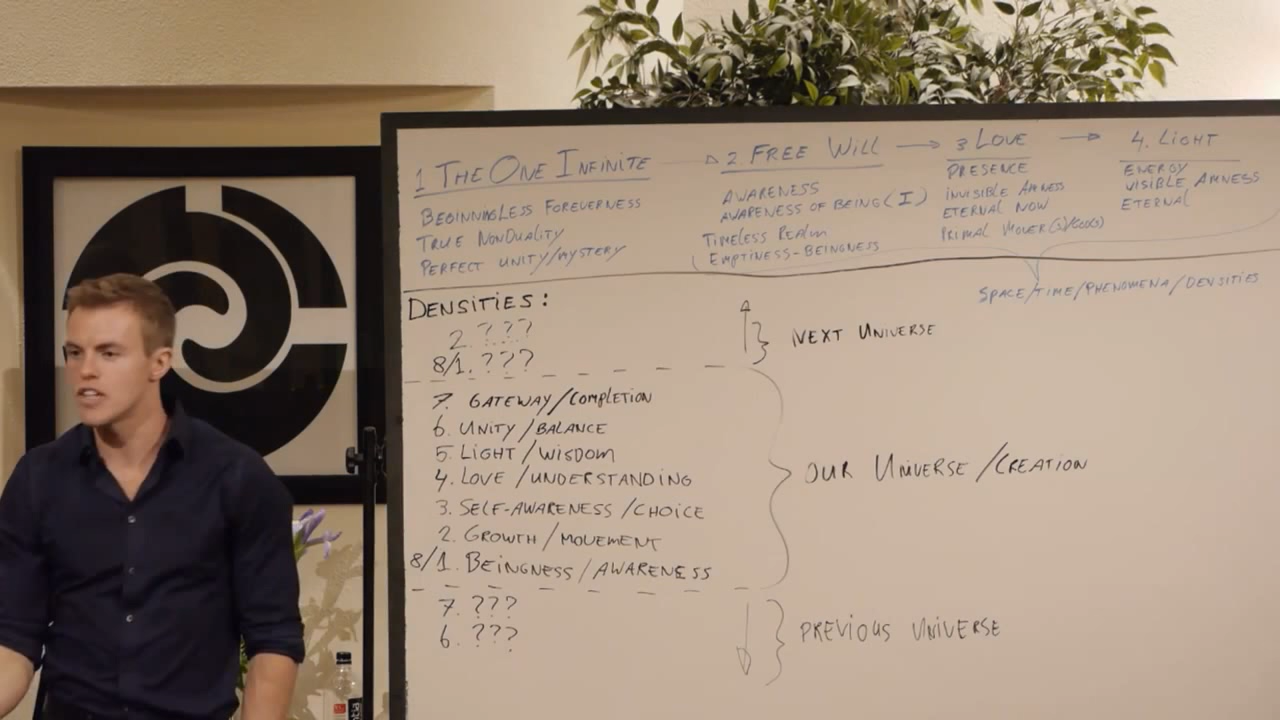 1 THE ONE INFINITE → 2. FREE WILL → 3 LOVE → 4. LIGHT
BEGINNINGLESS FOREVERNESS
TRUE NONDUALITY
PERFECT UNITY/MYSTERY
AWARENESS
AWARENESS OF BEING (I)
TIMELESS REALM
EMPTINESS-BEINGNESS
PRESENCE
INVISIBLE AMNESS
ETERNAL NOW
PRIMAL MOVER(S)/GOD(S)
ENERGY
VISIBLE AMNESS
ETERNAL
SPACE/TIME/PHENOMENA/DENSITIES
DENSITIES:
2. ???
8/1. ???
NEXT UNIVERSE
7. GATEWAY/COMPLETION
6. UNITY/BALANCE
5. LIGHT/WISDOM
4. LOVE/UNDERSTANDING
3. SELF-AWARENESS/CHOICE
2. GROWTH/MOVEMENT
8/1. BEINGNESS/AWARENESS
OUR UNIVERSE/CREATION
7. ???
6. ???
PREVIOUS UNIVERSE